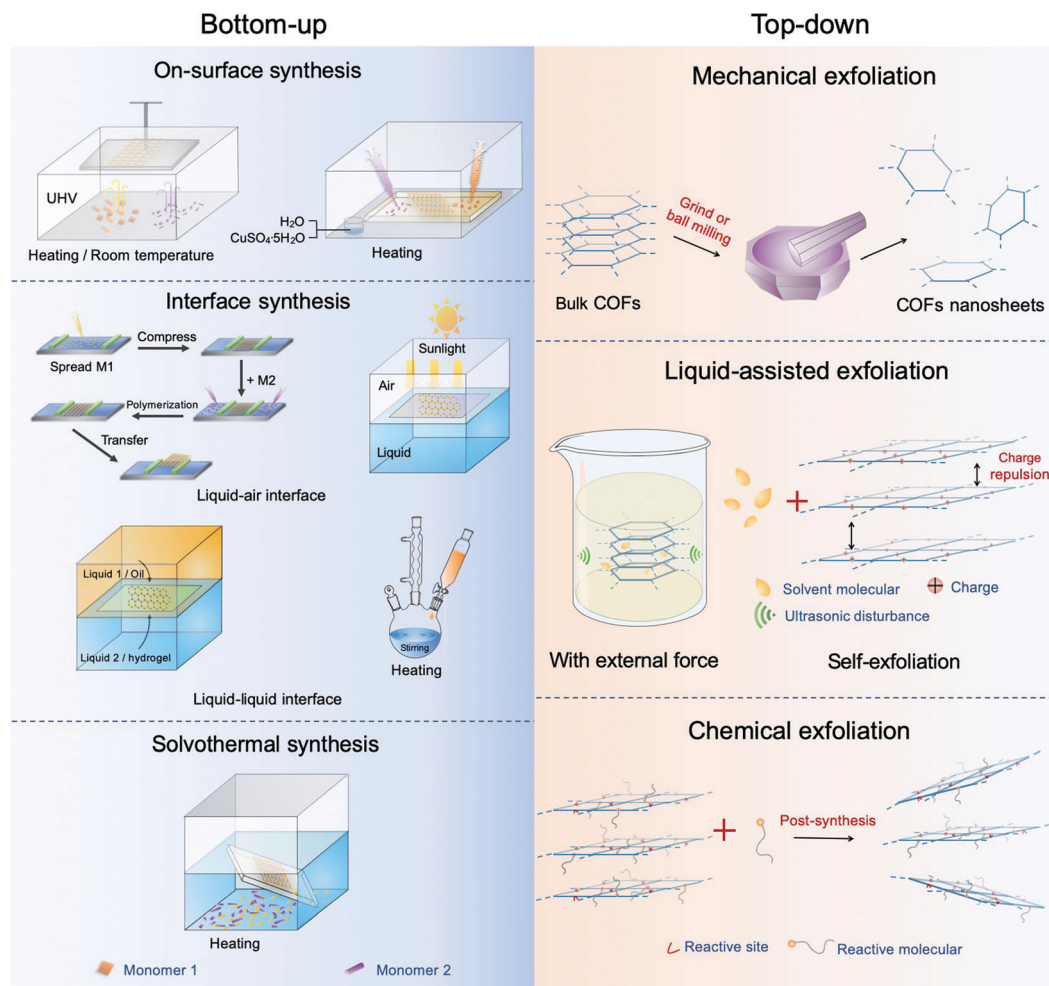 Bottom-up
On-surface synthesis
UHV
Heating / Room temperature
H₂O
CuSO₄·5H₂O
Heating
Interface synthesis
Spread M1
Compress
+ M2
Polymerization
Transfer
Liquid-air interface
Sunlight
Air
Liquid
Liquid 1 / Oil
Liquid 2 / hydrogel
Liquid-liquid interface
Stirring
Heating
Solvothermal synthesis
Heating
Monomer 1
Monomer 2
Top-down
Mechanical exfoliation
Bulk COFs
Grind or
ball milling
COFs nanosheets
Liquid-assisted exfoliation
Charge
repulsion
Solvent molecular
Charge
Ultrasonic disturbance
With external force
Self-exfoliation
Chemical exfoliation
Post-synthesis
Reactive site
Reactive molecular